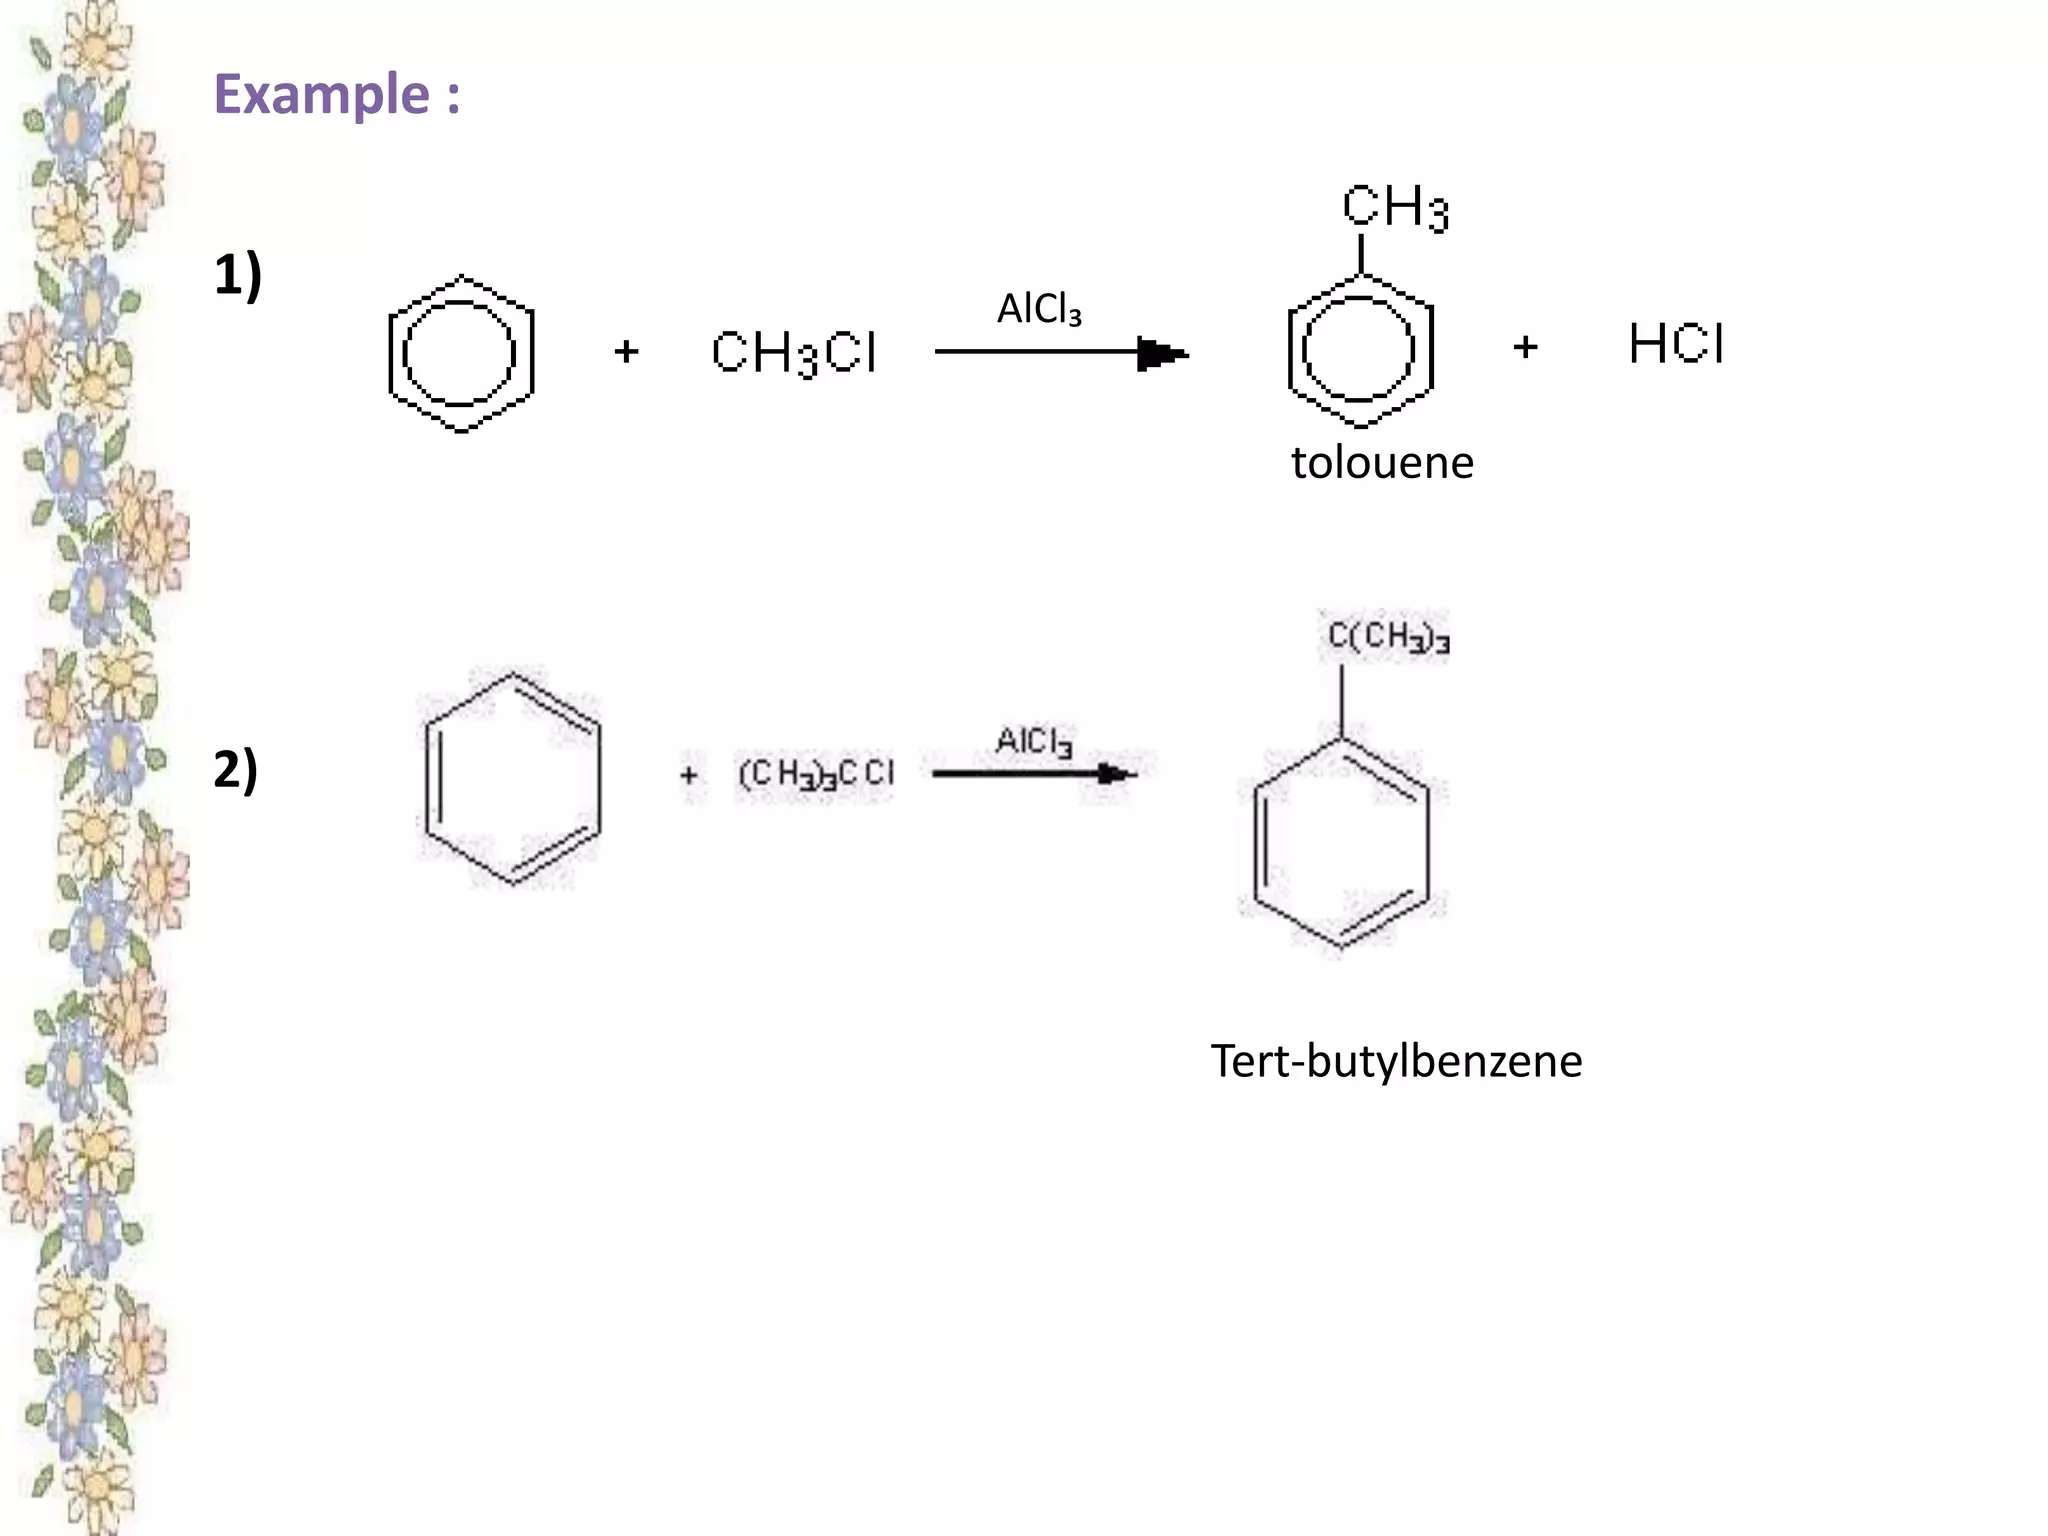 Example :
CH3
1)
AlCl₃
+ CH3Cl + HCl
tolouene
C(CH3)3
2)
AlCl3
+ (CH3)3CCl
Tert-butylbenzene